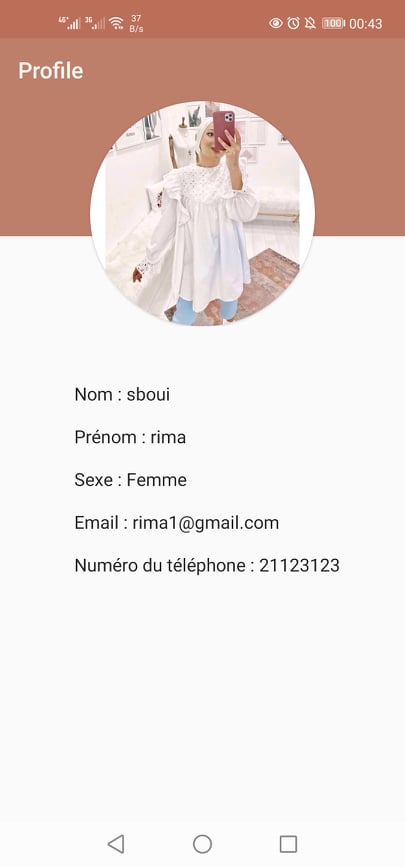 4G+ 3G 37 B/s 100 00:43
Profile
Nom : sboui
Prénom : rima
Sexe : Femme
Email : rima1@gmail.com
Numéro du téléphone : 21123123